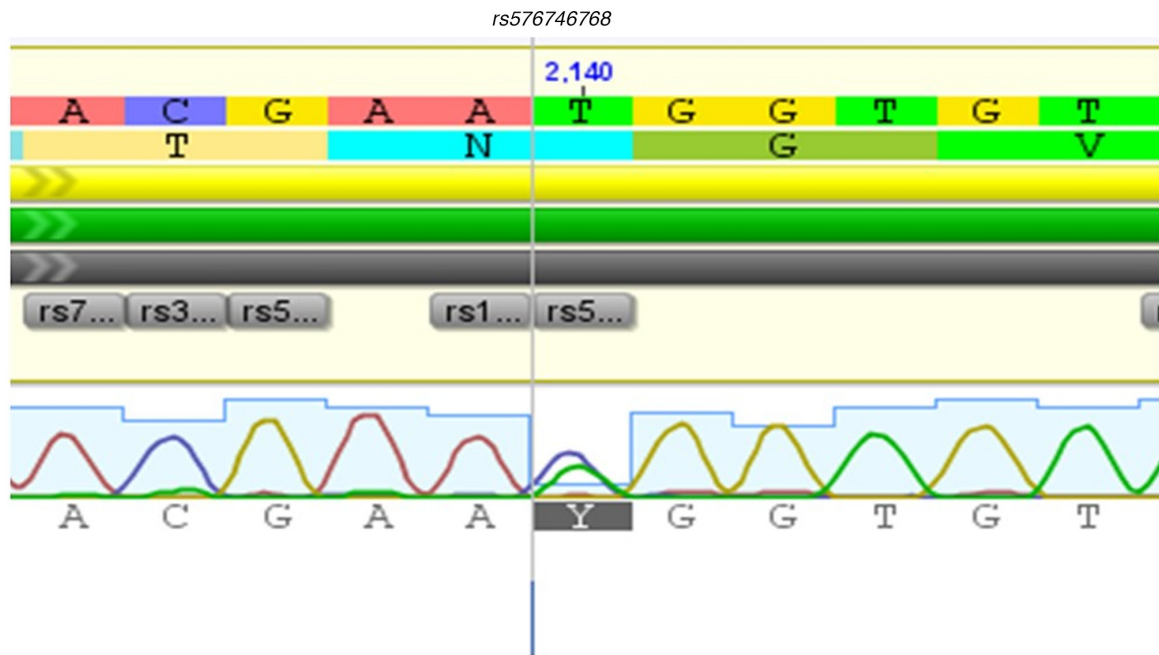 rs576746768
2,140
A C G A A T G G T G T
T N G V
rs7... rs3... rs5... rs1... rs5...
A C G A A Y G G T G T